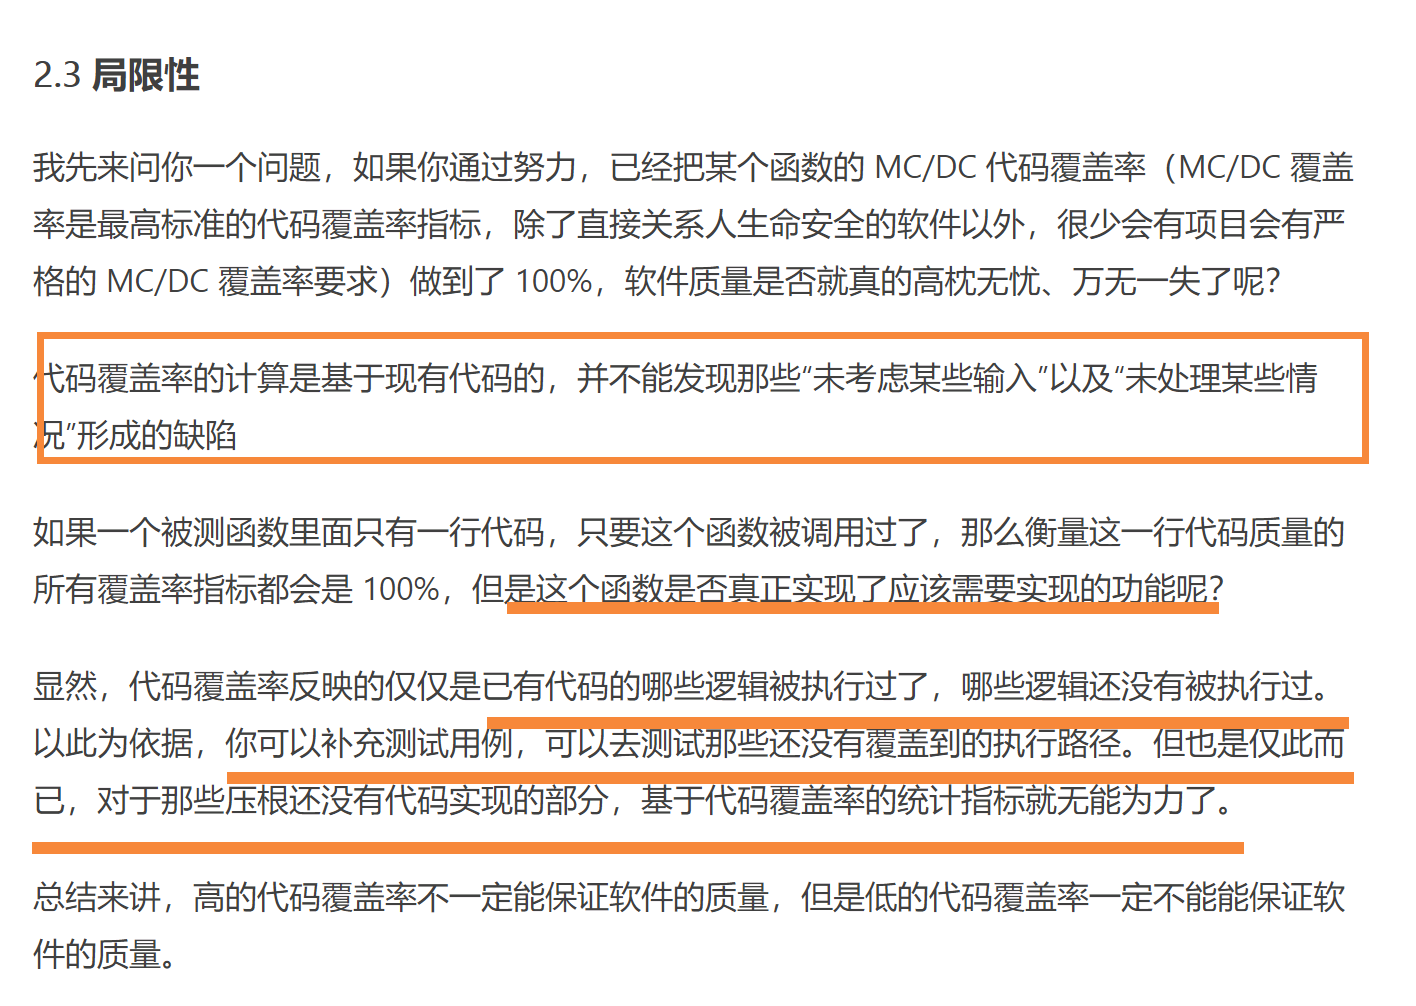 2.3 局限性
我先来问你一个问题，如果你通过努力，已经把某个函数的 MC/DC 代码覆盖率（MC/DC 覆盖
率是最高标准的代码覆盖率指标，除了直接关系人生命安全的软件以外，很少会有项目会有严
格的 MC/DC 覆盖率要求）做到了 100%，软件质量是否就真的高枕无忧、万无一失了呢？
代码覆盖率的计算是基于现有代码的，并不能发现那些“未考虑某些输入”以及“未处理某些情
况”形成的缺陷
如果一个被测函数里面只有一行代码，只要这个函数被调用过了，那么衡量这一行代码质量的
所有覆盖率指标都会是 100%，但是这个函数是否真正实现了应该需要实现的功能呢？
显然，代码覆盖率反映的仅仅是已有代码的哪些逻辑被执行过了，哪些逻辑还没有被执行过。
以此为依据，你可以补充测试用例，可以去测试那些还没有覆盖到的执行路径。但也是仅此而
已，对于那些压根还没有代码实现的部分，基于代码覆盖率的统计指标就无能为力了。
总结来讲，高的代码覆盖率不一定能保证软件的质量，但是低的代码覆盖率一定不能能保证软
件的质量。